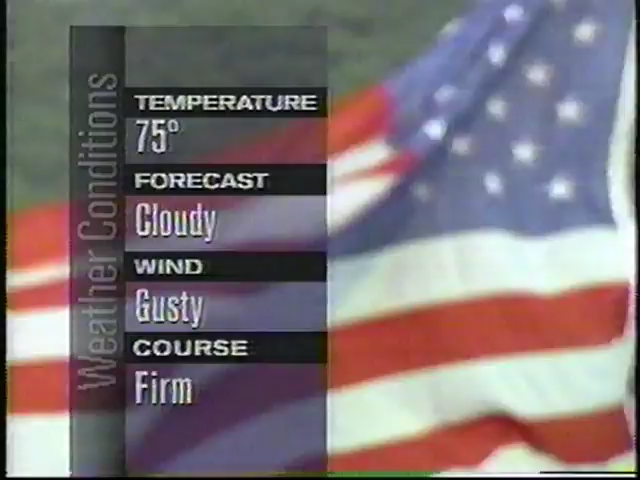 Weather Conditions
TEMPERATURE
75°
FORECAST
Cloudy
WIND
Gusty
COURSE
Firm